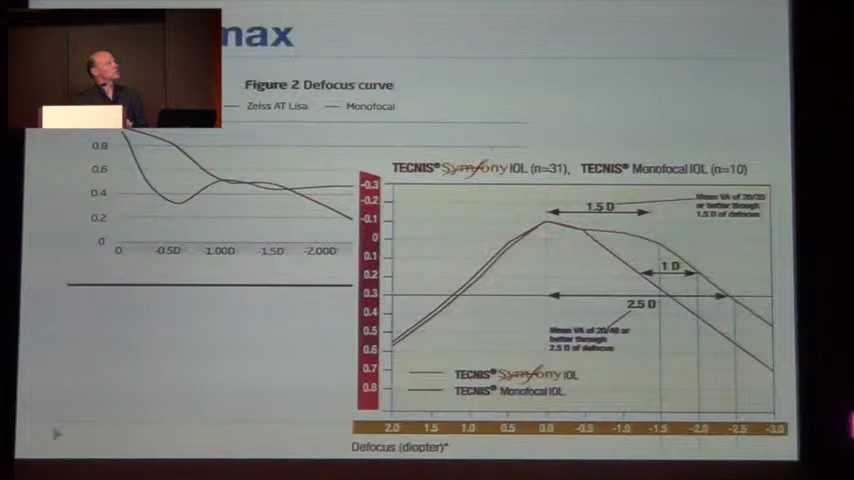 max
Figure 2 Defocus curve
Zeiss AT Lisa Monofocal
0.8
0.6
0.4
0.2
0
0 -0.5D -1.00D -1.5D -2.00D
TECNIS® Symfony IOL (n=31), TECNIS® Monofocal IOL (n=10)
-0.3
-0.2
-0.1
0
0.1
0.2
0.3
0.4
0.5
0.6
0.7
0.8
1.5 D
Mean VA of 20/20
or better through
1.5 D of defocus
1 D
2.5 D
Mean VA of 20/40 or
better through
2.5 D of defocus
TECNIS® Symfony IOL
TECNIS® Monofocal IOL
2.0 1.5 1.0 0.5 0.0 -0.5 -1.0 -1.5 -2.0 -2.5 -3.0
Defocus (diopter)*